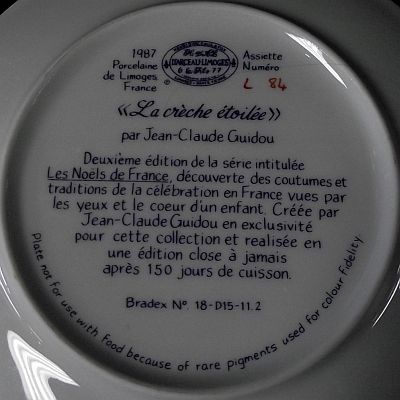 1987
Porcelaine
de Limoges
France
D'ARCEAU-LIMOGES
Assiette
Numéro
L 84
«La crèche étoilée»
par Jean-Claude Guidou
Deuxième édition de la série intitulée
Les Noëls de France, découverte des coutumes et
traditions de la célébration en France vues par
les yeux et le coeur d'un enfant. Créée par
Jean-Claude Guidou en exclusivité
pour cette collection et realisée en
une édition close à jamais
après 150 jours de cuisson.
Bradex Nº. 18-D15-11.2
Plate not for use with food because of rare pigments used for colour fidelity